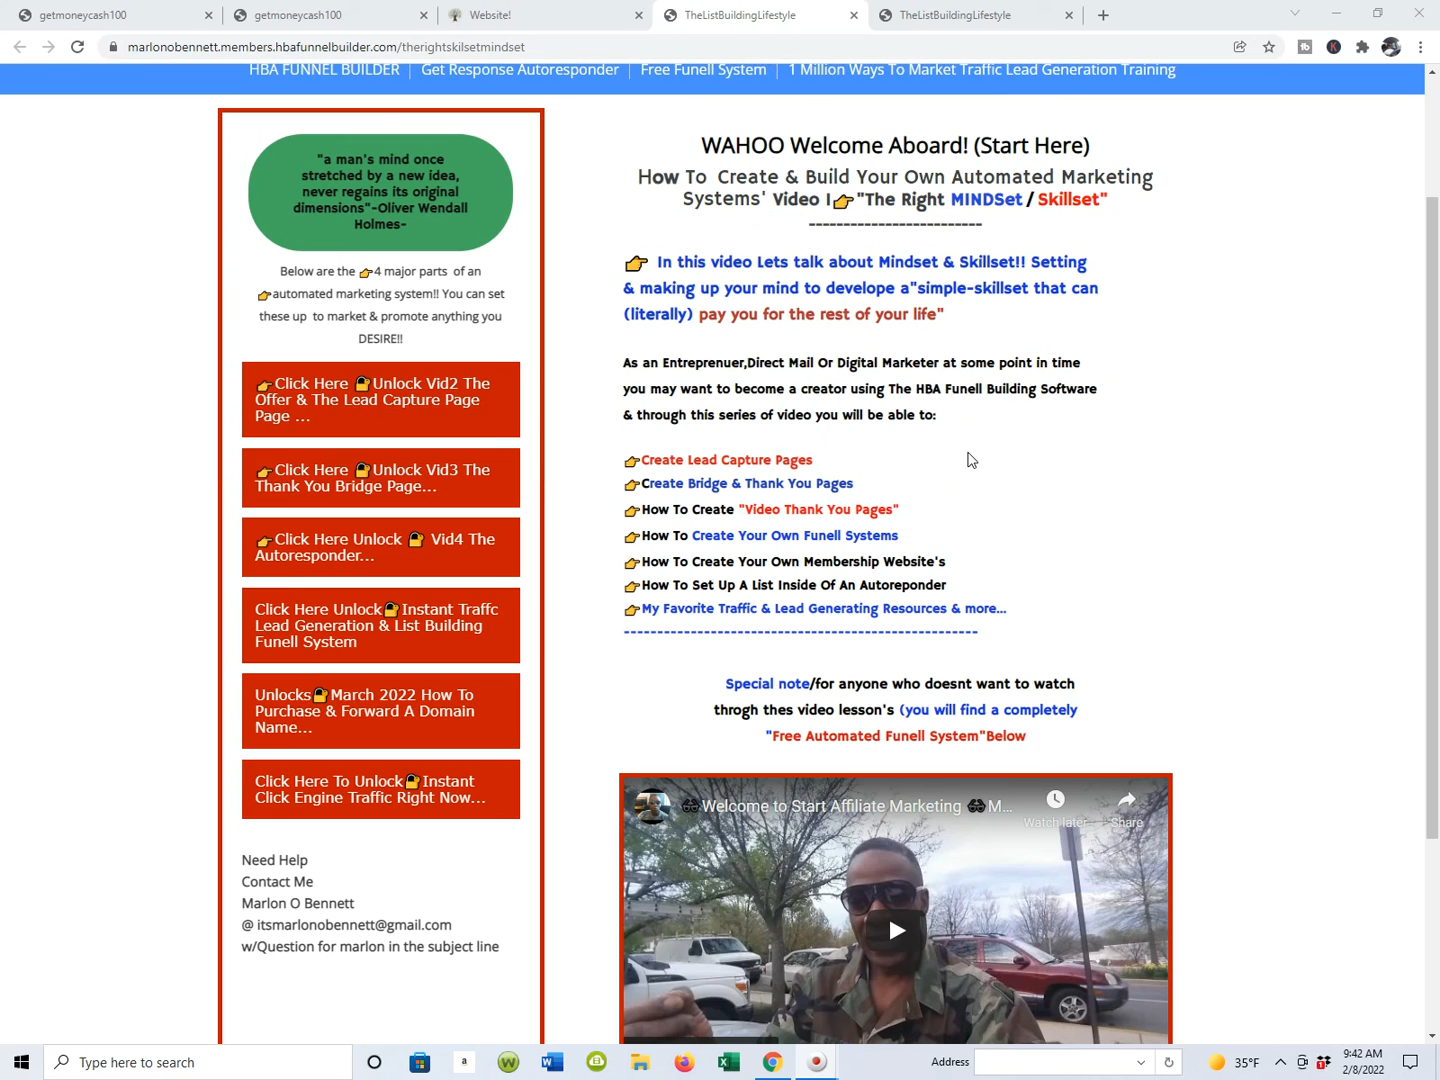 getmoneycash100
getmoneycash100
Website!
TheListBuildingLifestyle
TheListBuildingLifestyle
marlonobennett.members.hbafunnelbuilder.com/therightskilsetmindset
HBA FUNNEL BUILDER
Get Response Autoresponder
Free Funell System
1 Million Ways To Market Traffic Lead Generation Training
"a man's mind once
stretched by a new idea,
never regains its original
dimensions"-Oliver Wendall
Holmes-
Below are the 👉4 major parts of an
👉automated marketing system!! You can set
these up to market & promote anything you
DESIRE!!
👉Click Here 🔐Unlock Vid2 The
Offer & The Lead Capture Page
Page ...
👉Click Here 🔐Unlock Vid3 The
Thank You Bridge Page...
👉Click Here Unlock 🔐 Vid4 The
Autoresponder...
Click Here Unlock🔐Instant Traffc
Lead Generation & List Building
Funell System
Unlocks🔐March 2022 How To
Purchase & Forward A Domain
Name...
Click Here To Unlock🔐Instant
Click Engine Traffic Right Now...
Need Help
Contact Me
Marlon O Bennett
@ itsmarlonobennett@gmail.com
w/Question for marlon in the subject line
WAHOO Welcome Aboard! (Start Here)
How To Create & Build Your Own Automated Marketing
Systems' Video I👉"The Right MINDSet/Skillset"
-------------------------
👉 In this video Lets talk about Mindset & Skillset!! Setting
& making up your mind to develope a"simple-skillset that can
(literally) pay you for the rest of your life"
As an Entreprenuer,Direct Mail Or Digital Marketer at some point in time
you may want to become a creator using The HBA Funell Building Software
& through this series of video you will be able to:
👉Create Lead Capture Pages
👉Create Bridge & Thank You Pages
👉How To Create "Video Thank You Pages"
👉How To Create Your Own Funell Systems
👉How To Create Your Own Membership Website's
👉How To Set Up A List Inside Of An Autoreponder
👉My Favorite Traffic & Lead Generating Resources & more...
-----------------------------------------------------
Special note/for anyone who doesnt want to watch
throgh thes video lesson's (you will find a completely
"Free Automated Funell System"Below
🕶Welcome to Start Affiliate Marketing 🕶M...
Watch later
Share
Type here to search
Address
35°F
9:42 AM
2/8/2022